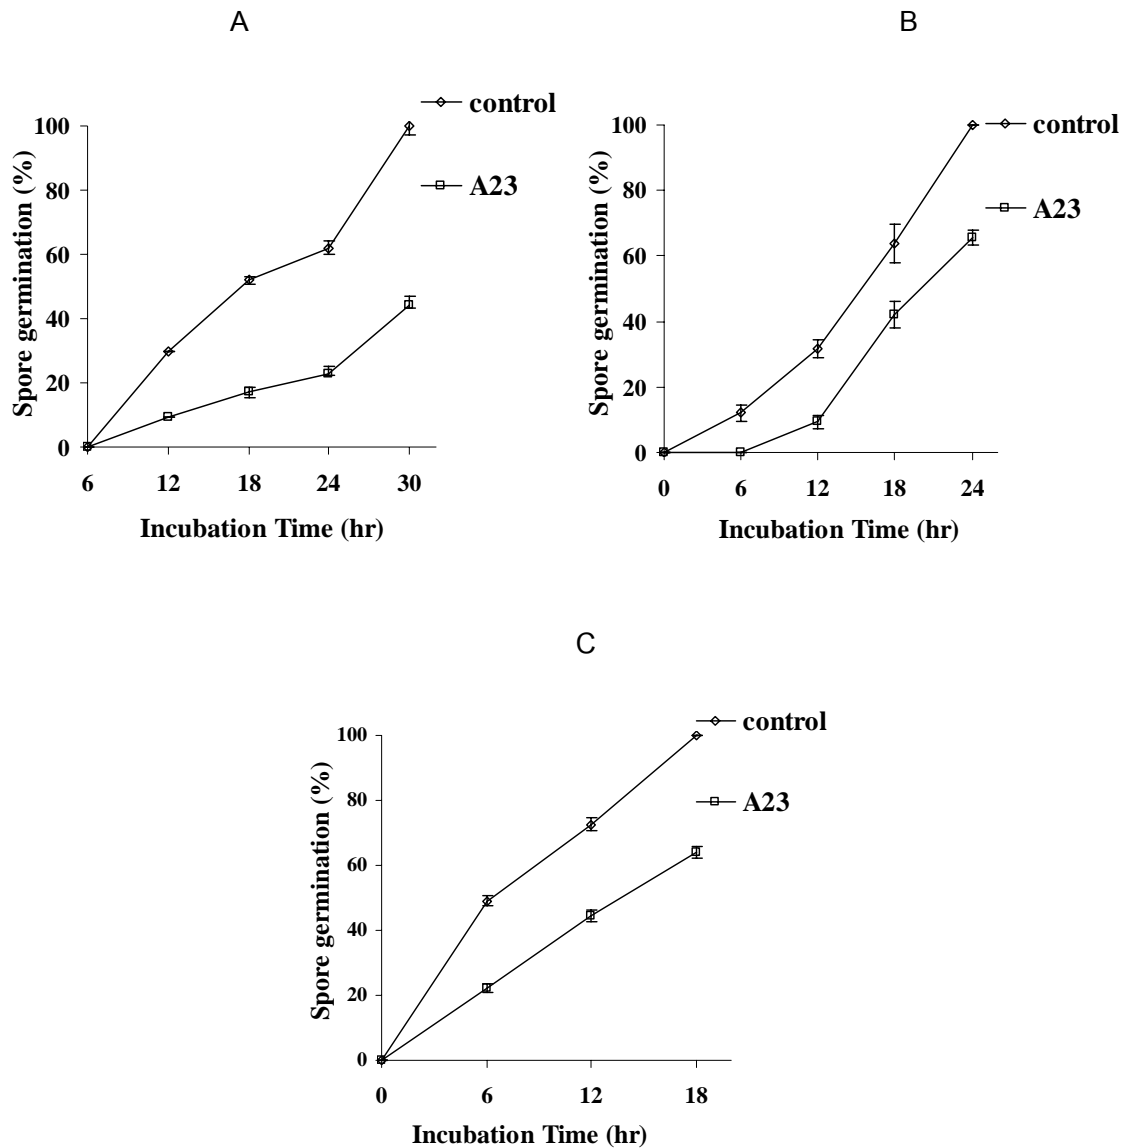 A
control
A23
Spore germination (%)
100
80
60
40
20
0
6 12 18 24 30
Incubation Time (hr)
B
control
A23
Spore germination (%)
100
80
60
40
20
0
0 6 12 18 24
Incubation Time (hr)
C
control
A23
Spore germination (%)
100
80
60
40
20
0
0 6 12 18
Incubation Time (hr)